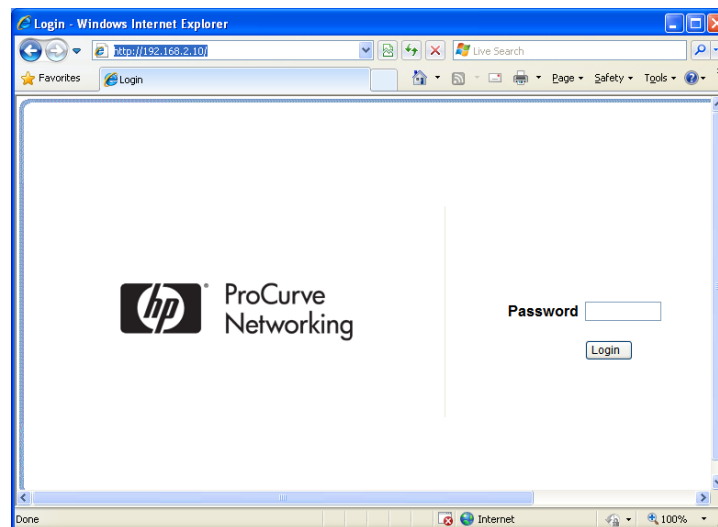 Login - Windows Internet Explorer
http://192.168.2.10/
Live Search
Favorites
Login
Page
Safety
Tools
hp
ProCurve
Networking
Password
Login
Done
Internet
100%